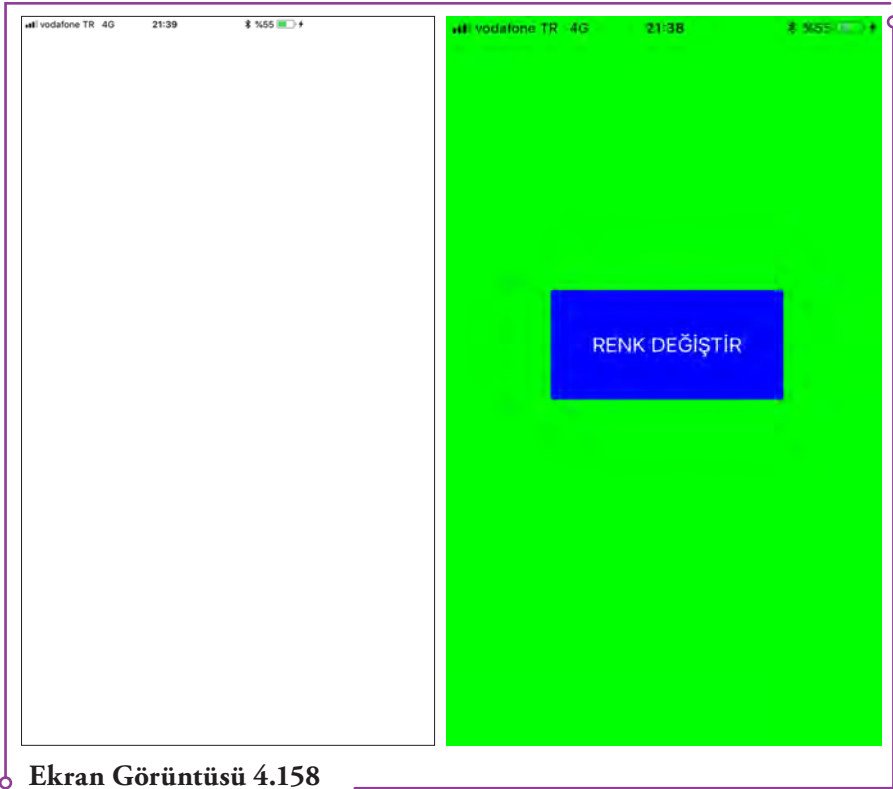 vodafone TR 4G 21:39 %55
vodafone TR 4G 21:38 %55
RENK DEĞİŞTİR
Ekran Görüntüsü 4.158